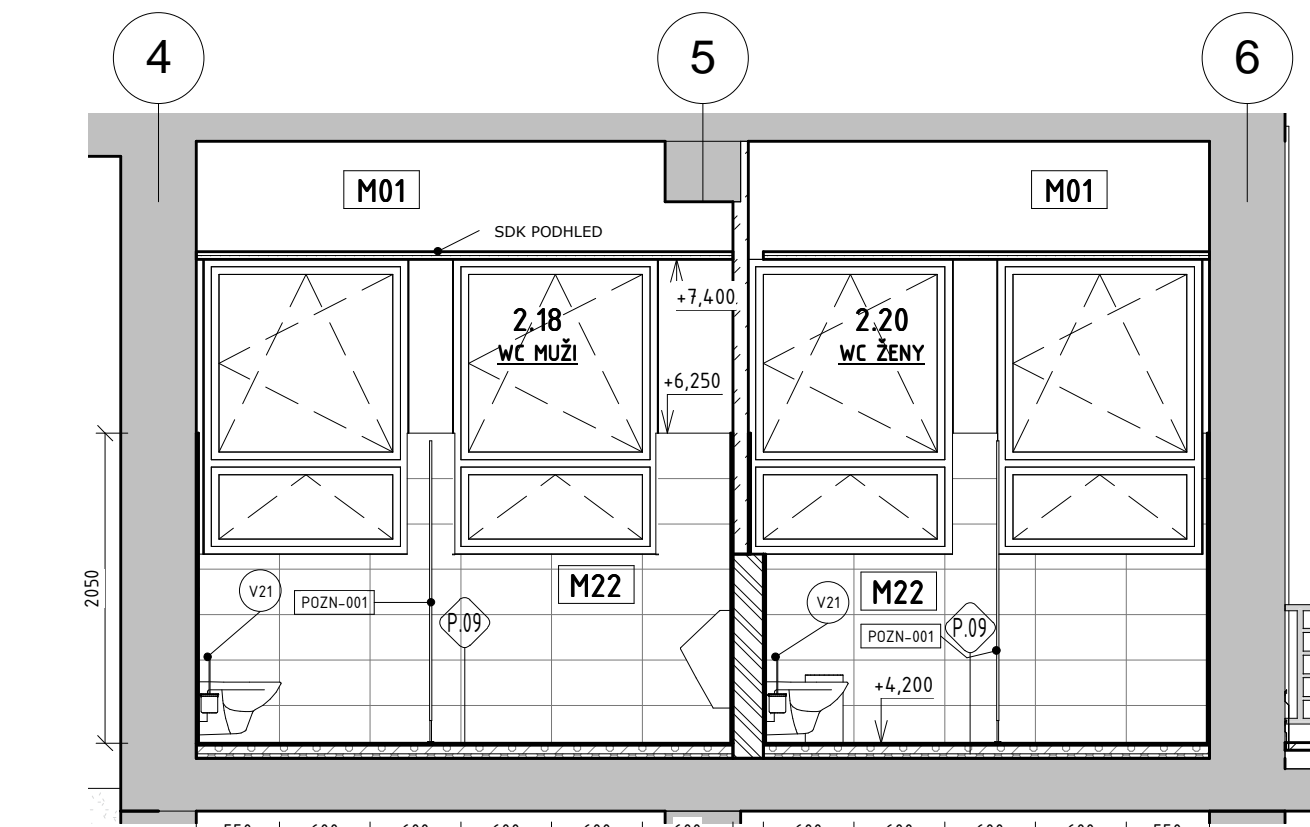 4
5
6
M01
M01
SDK PODHLED
+7,400
2.18
WC MUŽI
2.20
WC ŽENY
+6,250
2050
V21
POZN-001
P.09
M22
V21
M22
POZN-001
P.09
+4,200